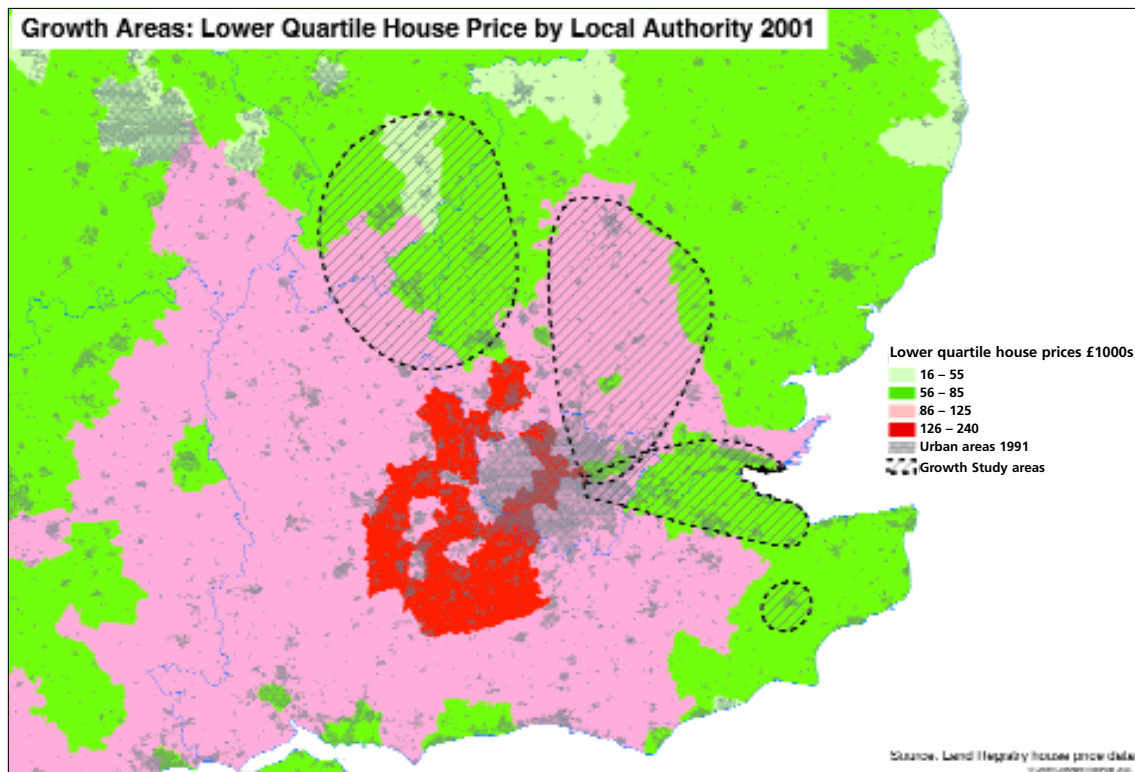 Growth Areas: Lower Quartile House Price by Local Authority 2001
Lower quartile house prices £1000s
16 – 55
56 – 85
86 – 125
126 – 240
Urban areas 1991
Growth Study areas
Source. Land Registry house price data